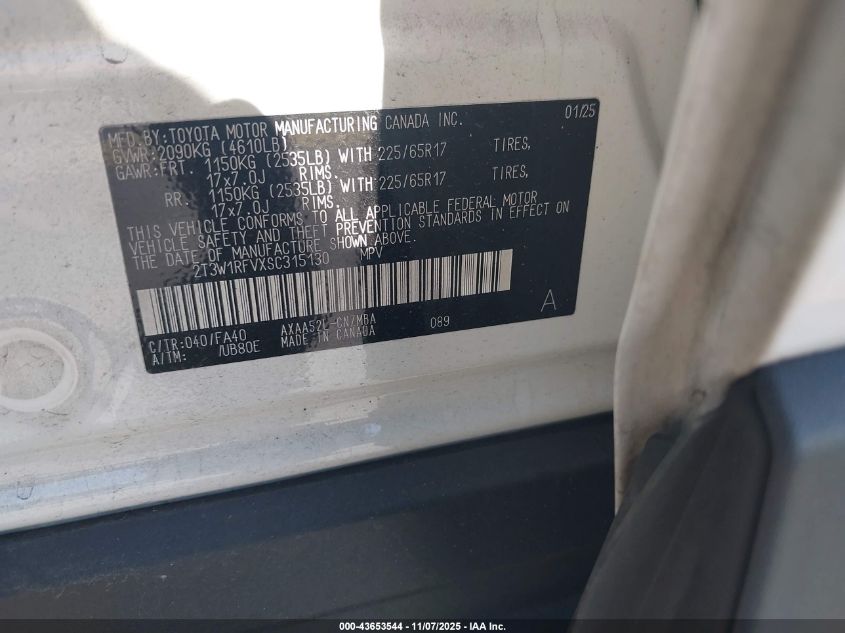 MFD.BY:TOYOTA MOTOR MANUFACTURING CANADA INC. 01/25
GVWR:2090KG (4610LB)
GAWR:FRT. 1150KG (2535LB) WITH 225/65R17 TIRES,
17x7.0J RIMS.
RR. 1150KG (2535LB) WITH 225/65R17 TIRES,
17x7.0J RIMS.
THIS VEHICLE CONFORMS TO ALL APPLICABLE FEDERAL MOTOR
VEHICLE SAFETY AND THEFT PREVENTION STANDARDS IN EFFECT ON
THE DATE OF MANUFACTURE SHOWN ABOVE.
2T3W1RFVXSC315130 MPV
C/TR:040/FA40 AXAA52L-CNZMBA 089 A
A/TM: /UB80E MADE IN CANADA
000-43653544 | 11/07/2025 | IAA Inc.